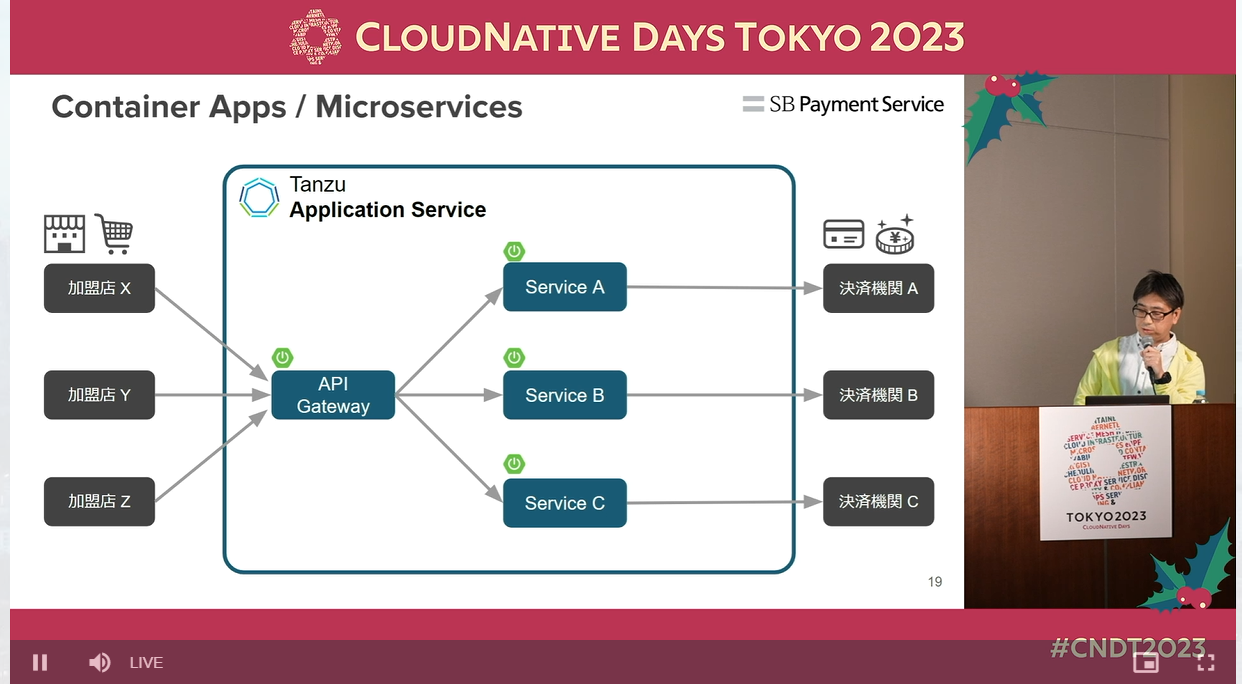 CLOUDNATIVE DAYS TOKYO 2023
Container Apps / Microservices
SB Payment Service
Tanzu
Application Service
加盟店 X
加盟店 Y
加盟店 Z
API
Gateway
Service A
Service B
Service C
¥
決済機関 A
決済機関 B
決済機関 C
19
TOKYO2023
CLOUDNATIVE DAYS
#CNDT2023
LIVE